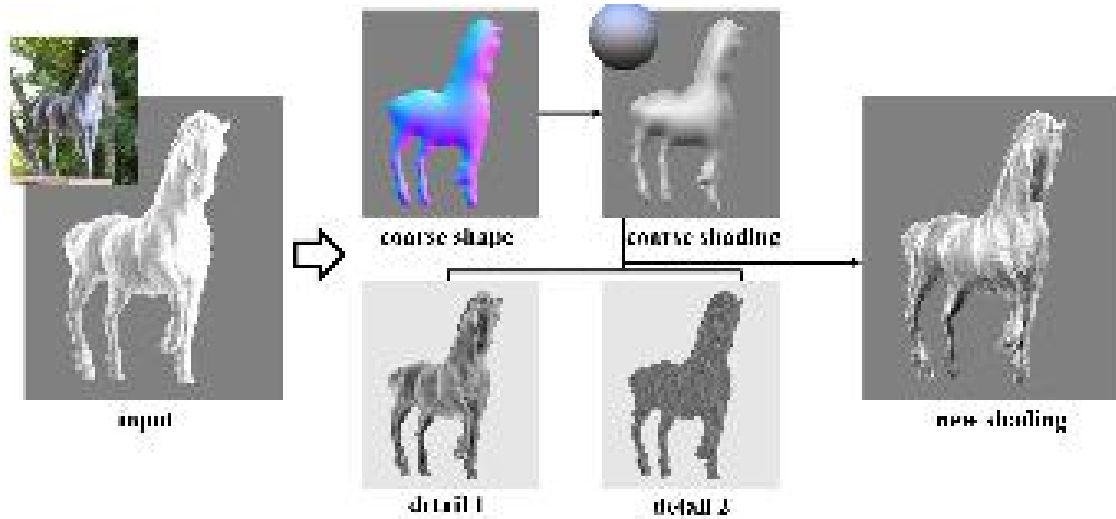 coarse shape
coarse shading
input
new shading
detail 1
detail 2